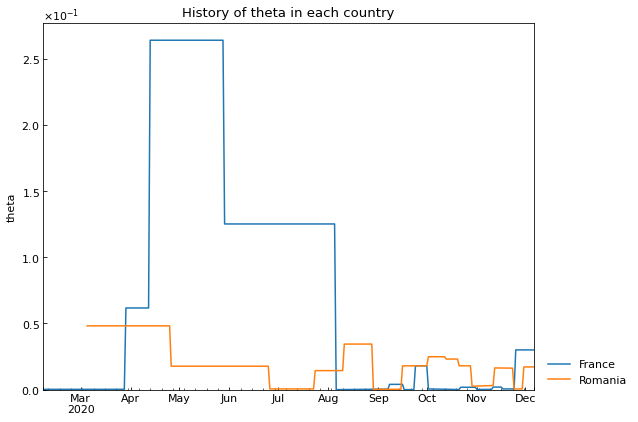 History of theta in each country
×10⁻¹
2.5
2.0
1.5
1.0
0.5
0.0
theta
Mar Apr May Jun Jul Aug Sep Oct Nov Dec
2020
France
Romania